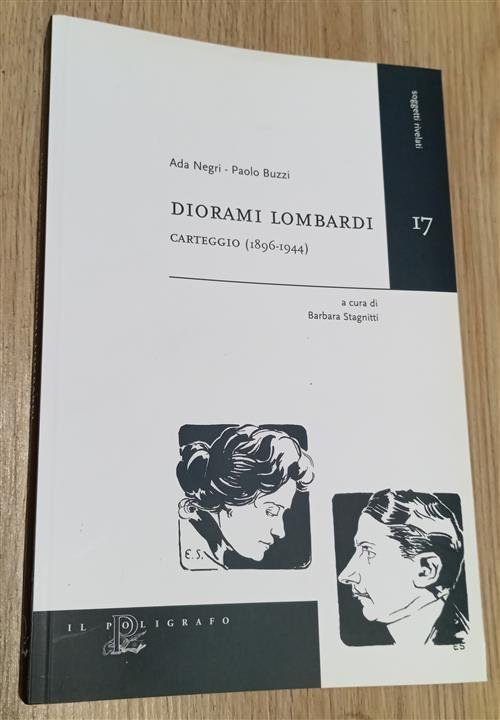 soggetti rivelati
17
Ada Negri - Paolo Buzzi
DIORAMI LOMBARDI
CARTEGGIO (1896-1944)
a cura di
Barbara Stagnitti
E.S.
ES
IL POLIGRAFO